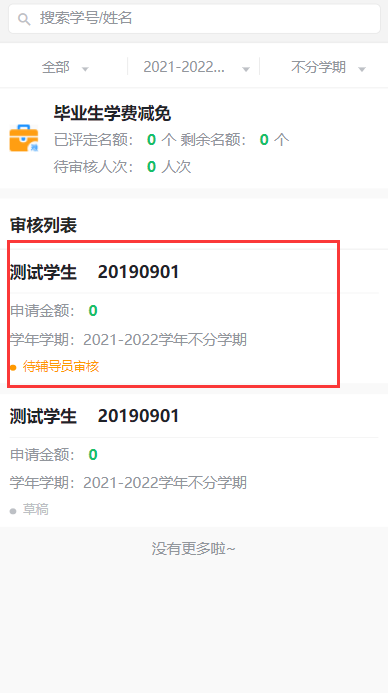 搜索学号/姓名
全部 2021-2022... 不分学期
毕业生学费减免
已评定名额： 0 个 剩余名额： 0 个
待审核人次： 0 人次
审核列表
测试学生 20190901
申请金额： 0
学年学期：2021-2022学年不分学期
待辅导员审核
测试学生 20190901
申请金额： 0
学年学期：2021-2022学年不分学期
草稿
没有更多啦~